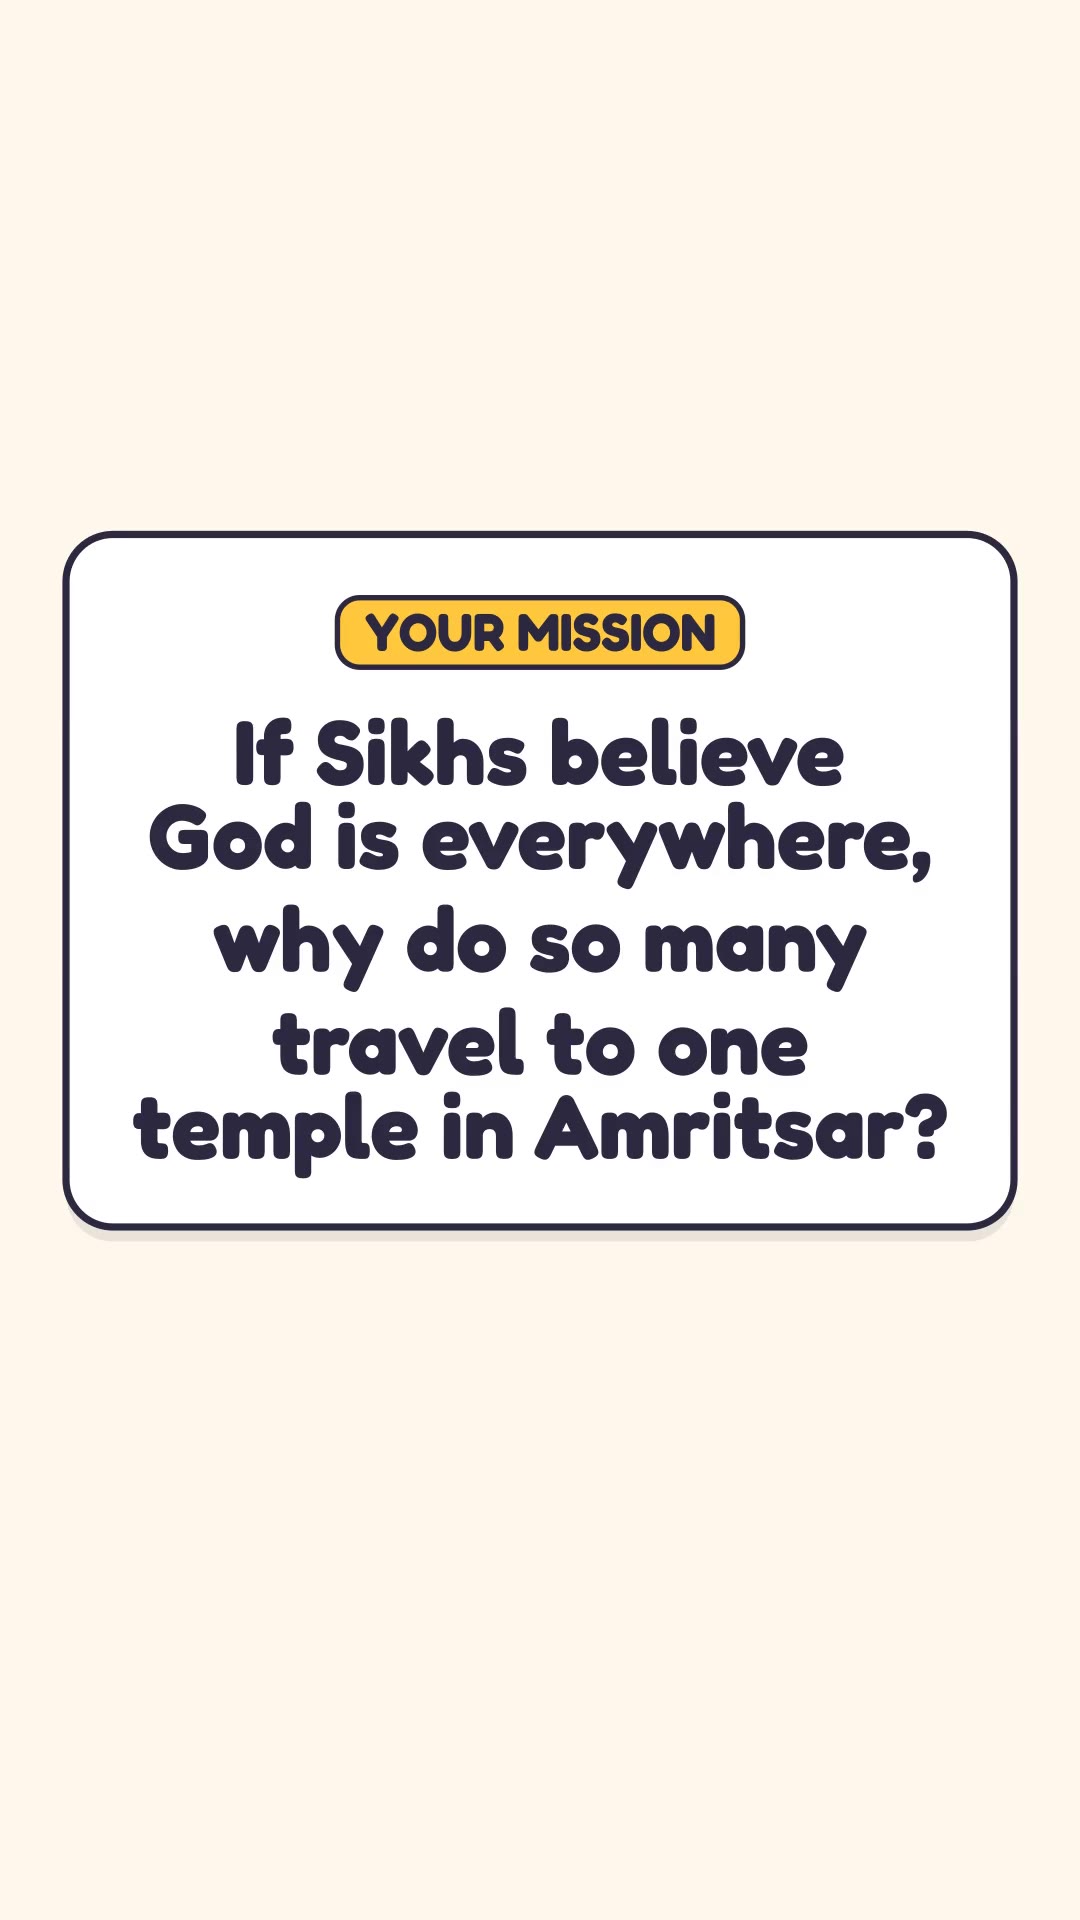 YOUR MISSION
If Sikhs believe
God is everywhere,
why do so many
travel to one
temple in Amritsar?